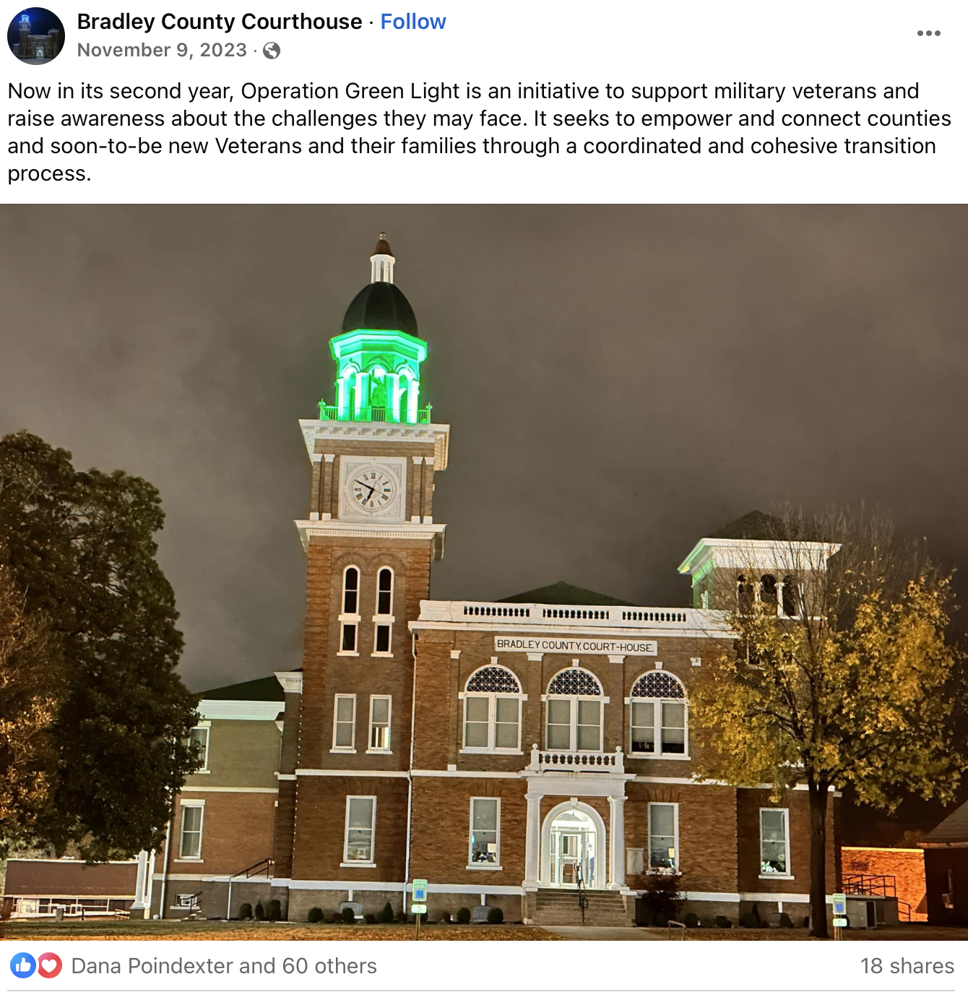 Bradley County Courthouse · Follow
November 9, 2023 ·
Now in its second year, Operation Green Light is an initiative to support military veterans and
raise awareness about the challenges they may face. It seeks to empower and connect counties
and soon-to-be new Veterans and their families through a coordinated and cohesive transition
process.
BRADLEY COUNTY, COURT-HOUSE.
Dana Poindexter and 60 others
18 shares